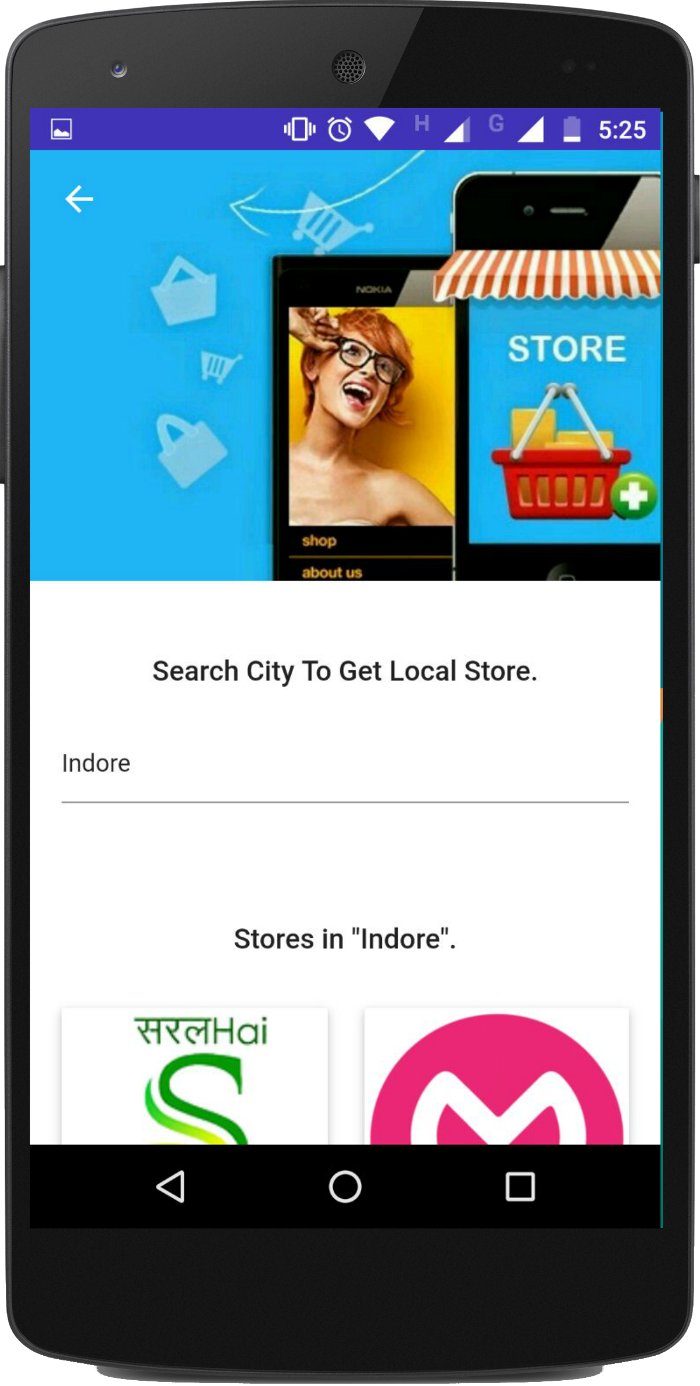 H G 5:25
NOKIA
STORE
shop
about us
Search City To Get Local Store.
Indore
Stores in "Indore".
सरलHai